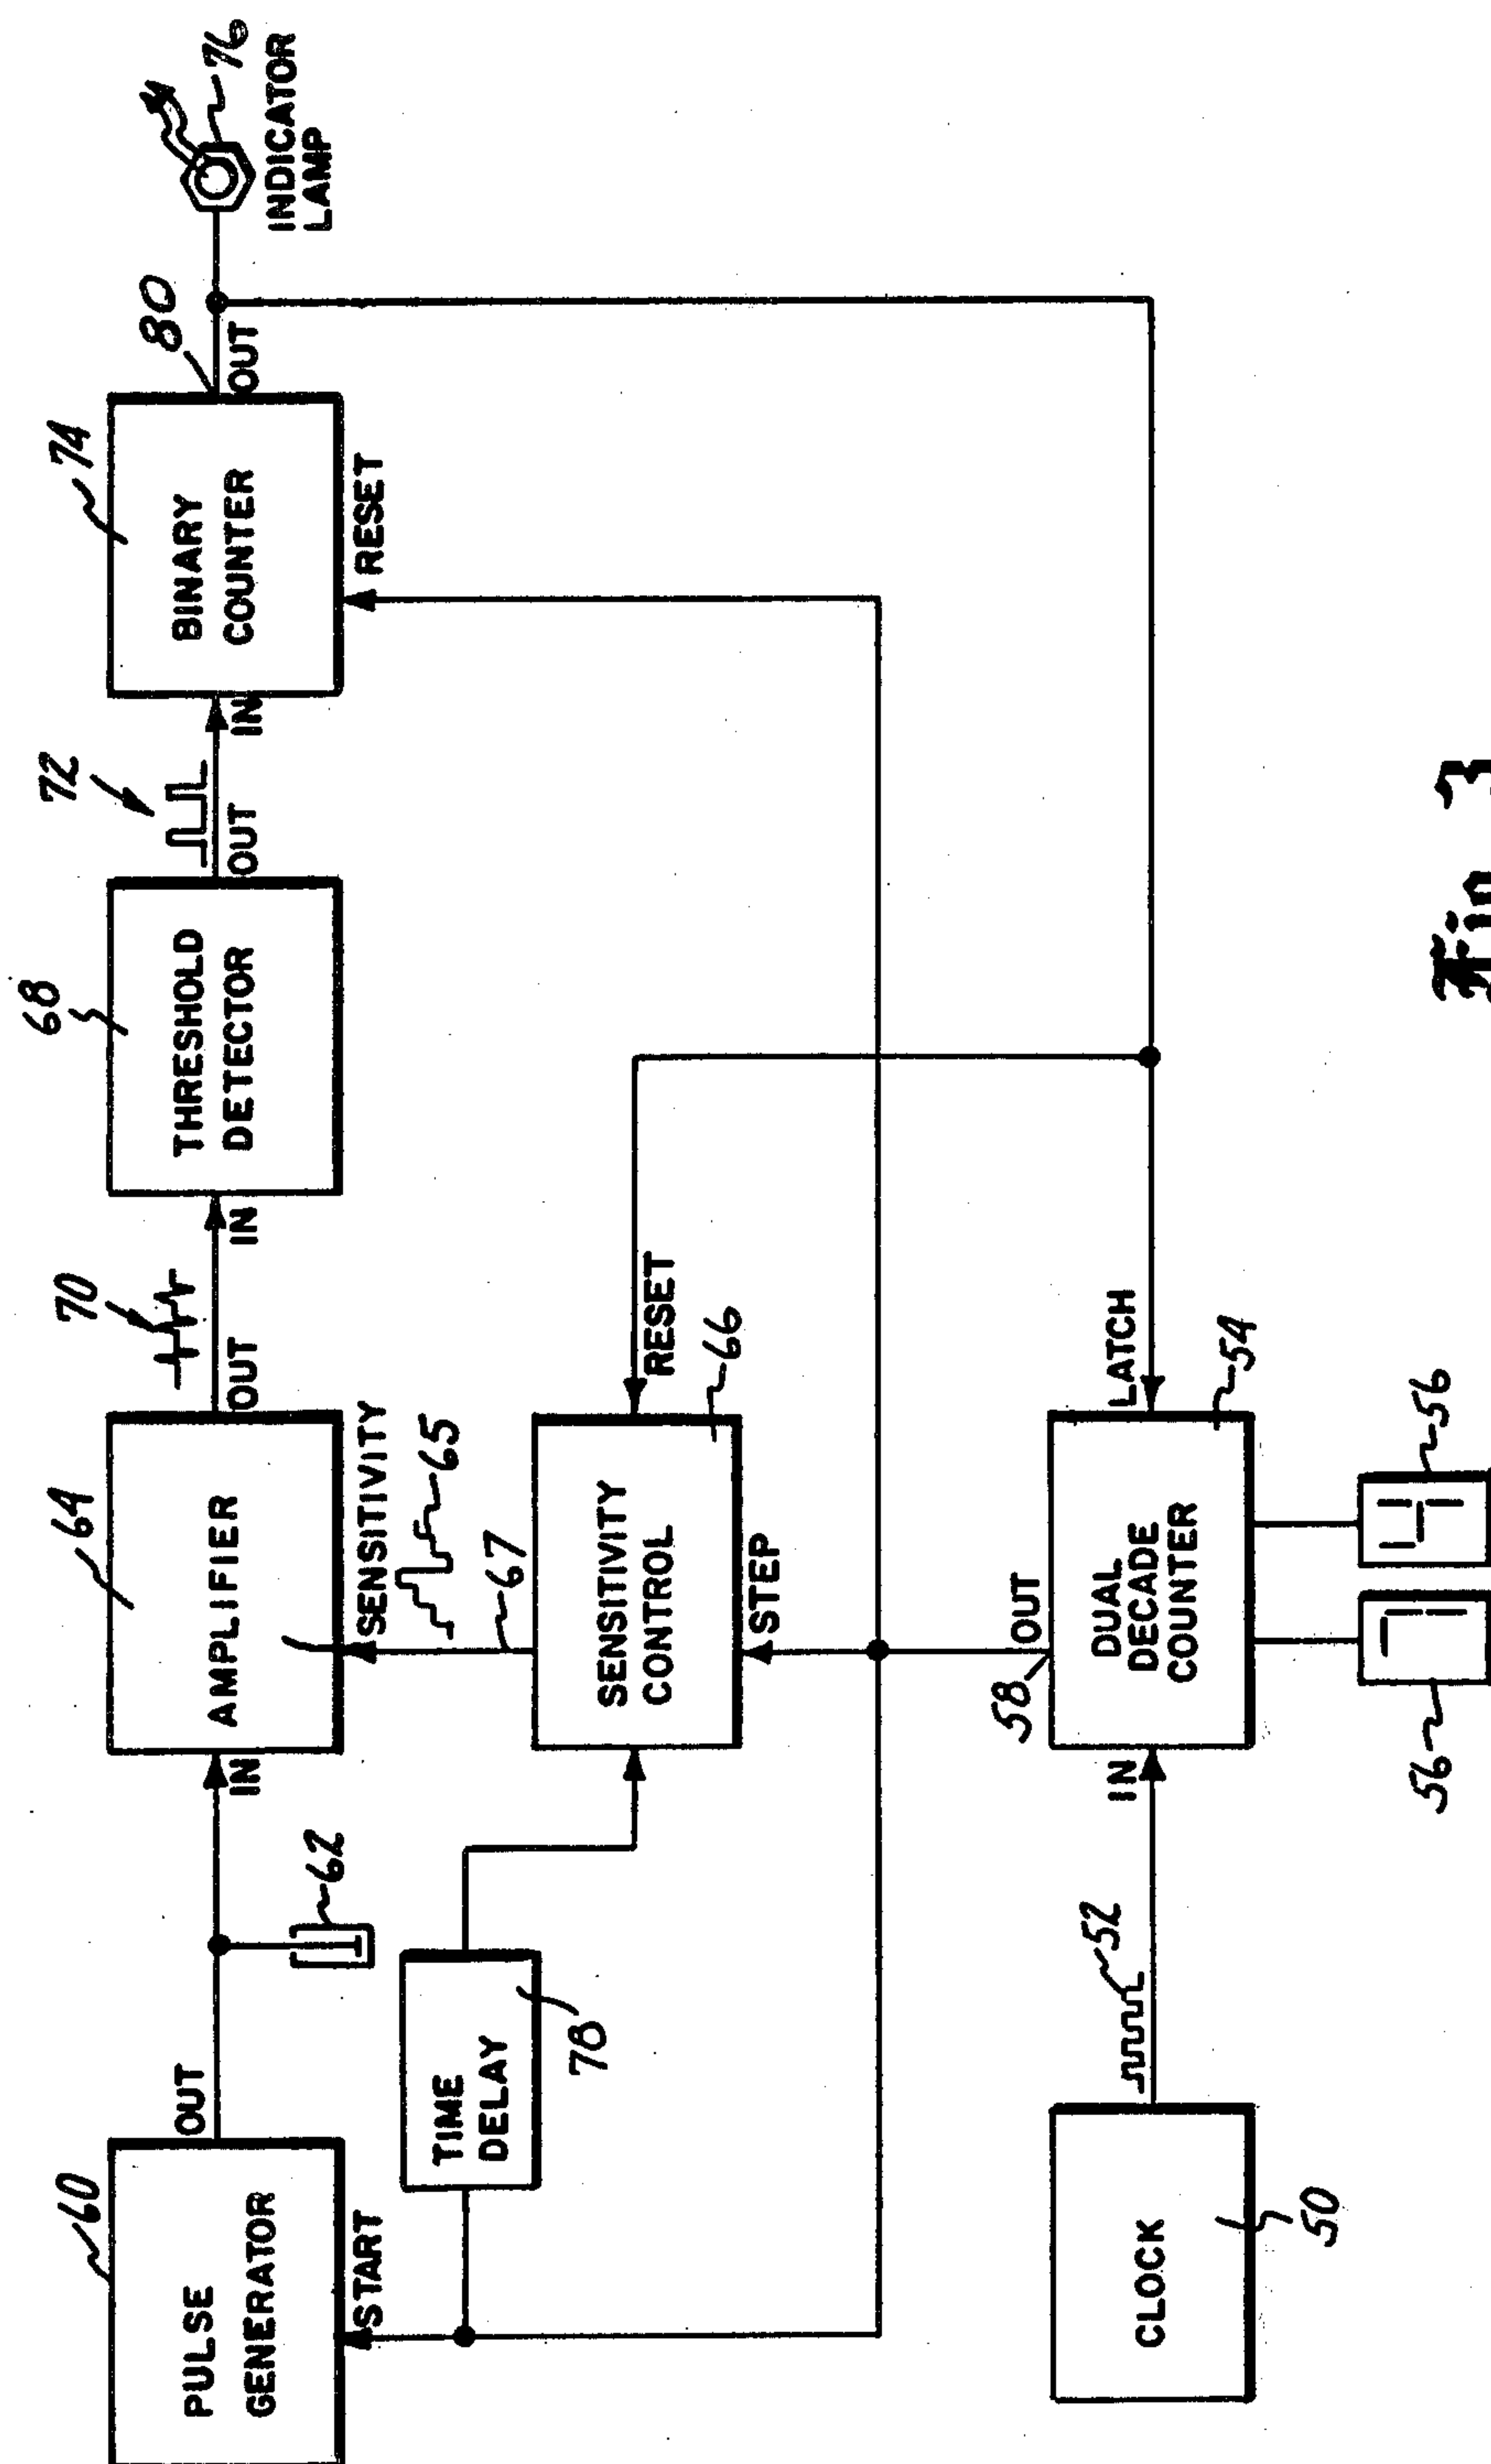 60
PULSE
GENERATOR
OUT
START
62
IN
64
AMPLIFIER
OUT
SENSITIVITY
65
67
70
IN
68
THRESHOLD
DETECTOR
OUT
72
IN
74
BINARY
COUNTER
RESET
80
OUT
76
INDICATOR
LAMP
TIME
DELAY
78
SENSITIVITY
CONTROL
RESET
66
STEP
CLOCK
50
52
IN
58
OUT
DUAL
DECADE
COUNTER
LATCH
54
56
56
Fig. 3